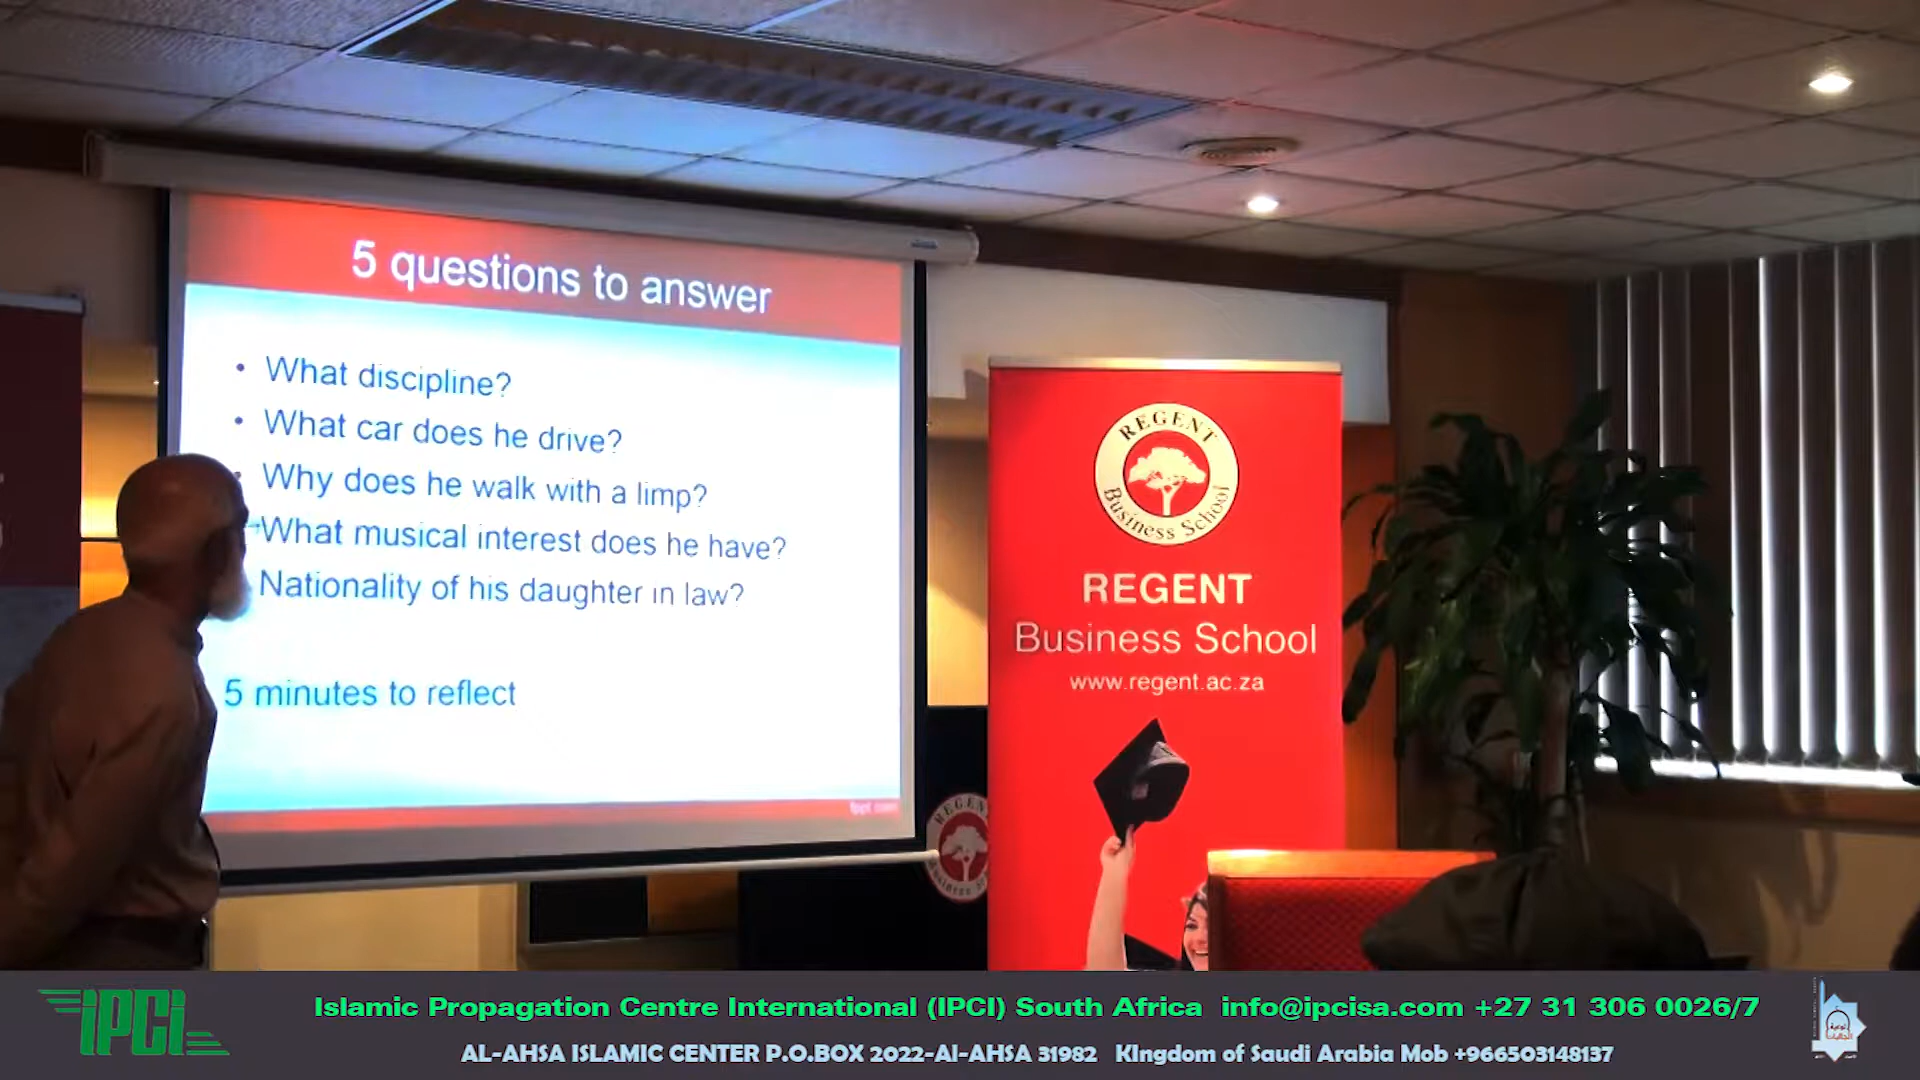 5 questions to answer
• What discipline?
• What car does he drive?
• Why does he walk with a limp?
What musical interest does he have?
Nationality of his daughter in law?
5 minutes to reflect
REGENT
Business School
REGENT
Business School
www.regent.ac.za
REGENT
iPCi
Islamic Propagation Centre International (IPCI) South Africa info@ipcisa.com +27 31 306 0026/7
AL-AHSA ISLAMIC CENTER P.O.BOX 2022-Al-AHSA 31982 KIngdom of Saudi Arabia Mob +966503148137